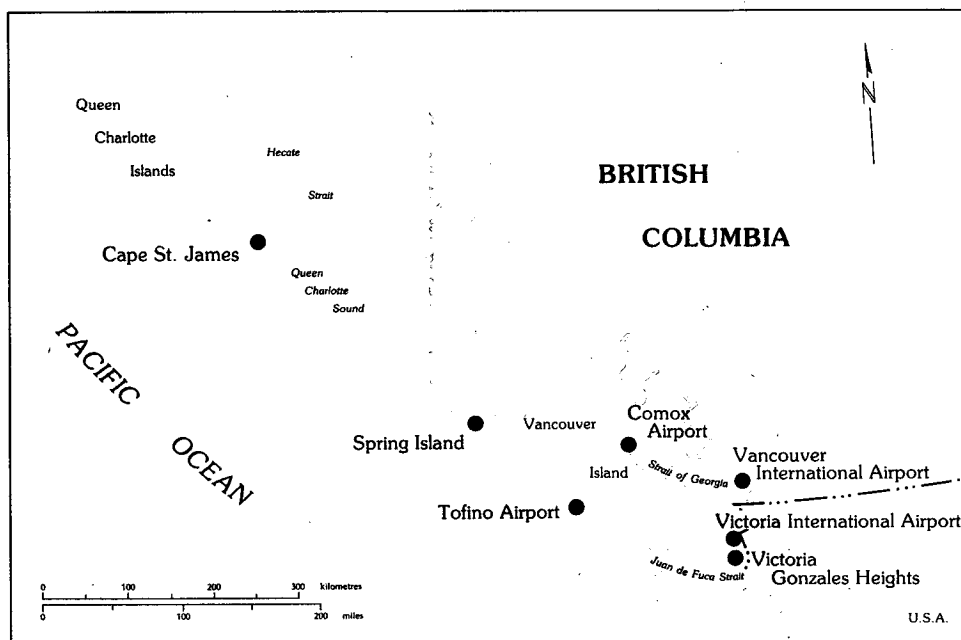 N
Queen
Charlotte
Islands
Hecate
Strait
BRITISH
COLUMBIA
Cape St. James
Queen
Charlotte
Sound
PACIFIC
OCEAN
Spring Island
Vancouver
Island
Comox
Airport
Strait of Georgia
Vancouver
International Airport
Tofino Airport
Victoria International Airport
Juan de Fuca Strait
Victoria
Gonzales Heights
0 100 200 300 kilometres
0 100 200 miles
U.S.A.